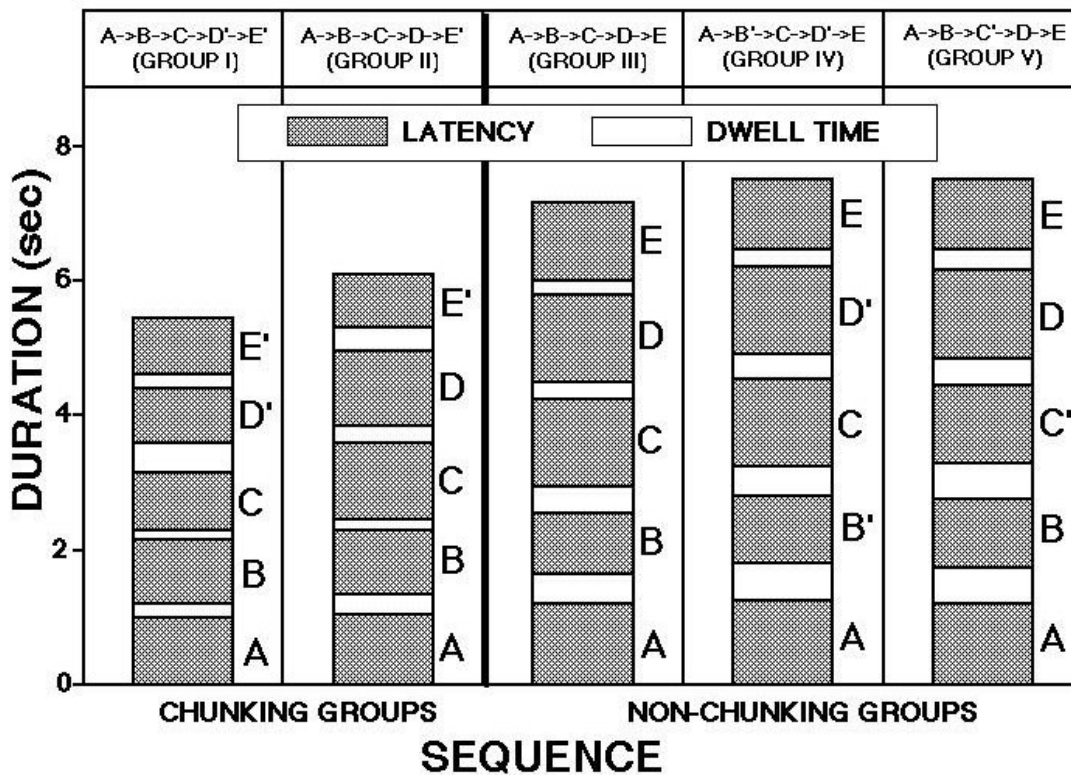 A->B->C->D'->E'
(GROUP I)
A->B->C->D->E'
(GROUP II)
A->B->C->D->E
(GROUP III)
A->B'->C->D'->E
(GROUP IV)
A->B->C'->D->E
(GROUP V)
LATENCY
DWELL TIME
DURATION (sec)
8
6
4
2
0
E'
D'
C
B
A
E'
D
C
B
A
E
D
C
B
A
E
D'
C
B'
A
E
D
C'
B
A
CHUNKING GROUPS
NON-CHUNKING GROUPS
SEQUENCE